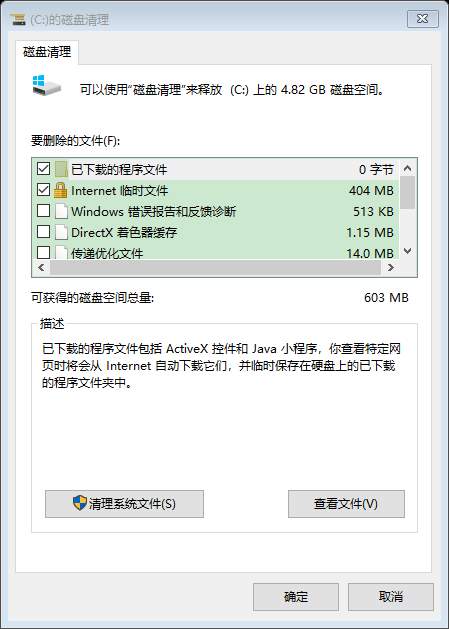 (C:)的磁盘清理
磁盘清理
可以使用“磁盘清理”来释放 (C:) 上的 4.82 GB 磁盘空间。
要删除的文件(F):
已下载的程序文件 0 字节
Internet 临时文件 404 MB
Windows 错误报告和反馈诊断 513 KB
DirectX 着色器缓存 1.15 MB
传递优化文件 14.0 MB
可获得的磁盘空间总量: 603 MB
描述
已下载的程序文件包括 ActiveX 控件和 Java 小程序，你查看特定网
页时将会从 Internet 自动下载它们，并临时保存在硬盘上的已下载
的程序文件夹中。
清理系统文件(S) 查看文件(V)
确定 取消